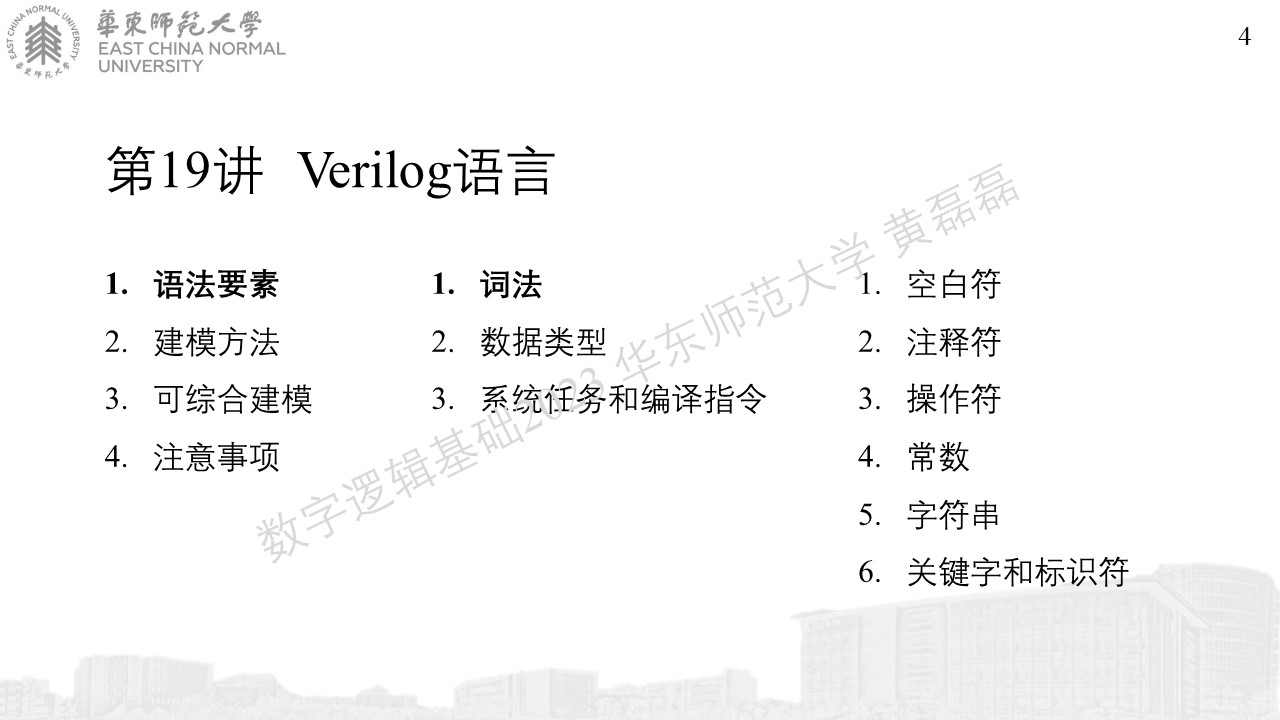 華東師範大學
EAST CHINA NORMAL
UNIVERSITY
EAST CHINA NORMAL UNIVERSITY
華東师范大学
4
第19讲 Verilog语言
1. 语法要素
2. 建模方法
3. 可综合建模
4. 注意事项
1. 词法
2. 数据类型
3. 系统任务和编译指令
1. 空白符
2. 注释符
3. 操作符
4. 常数
5. 字符串
6. 关键字和标识符
数字逻辑基础2023 华东师范大学 黄磊磊